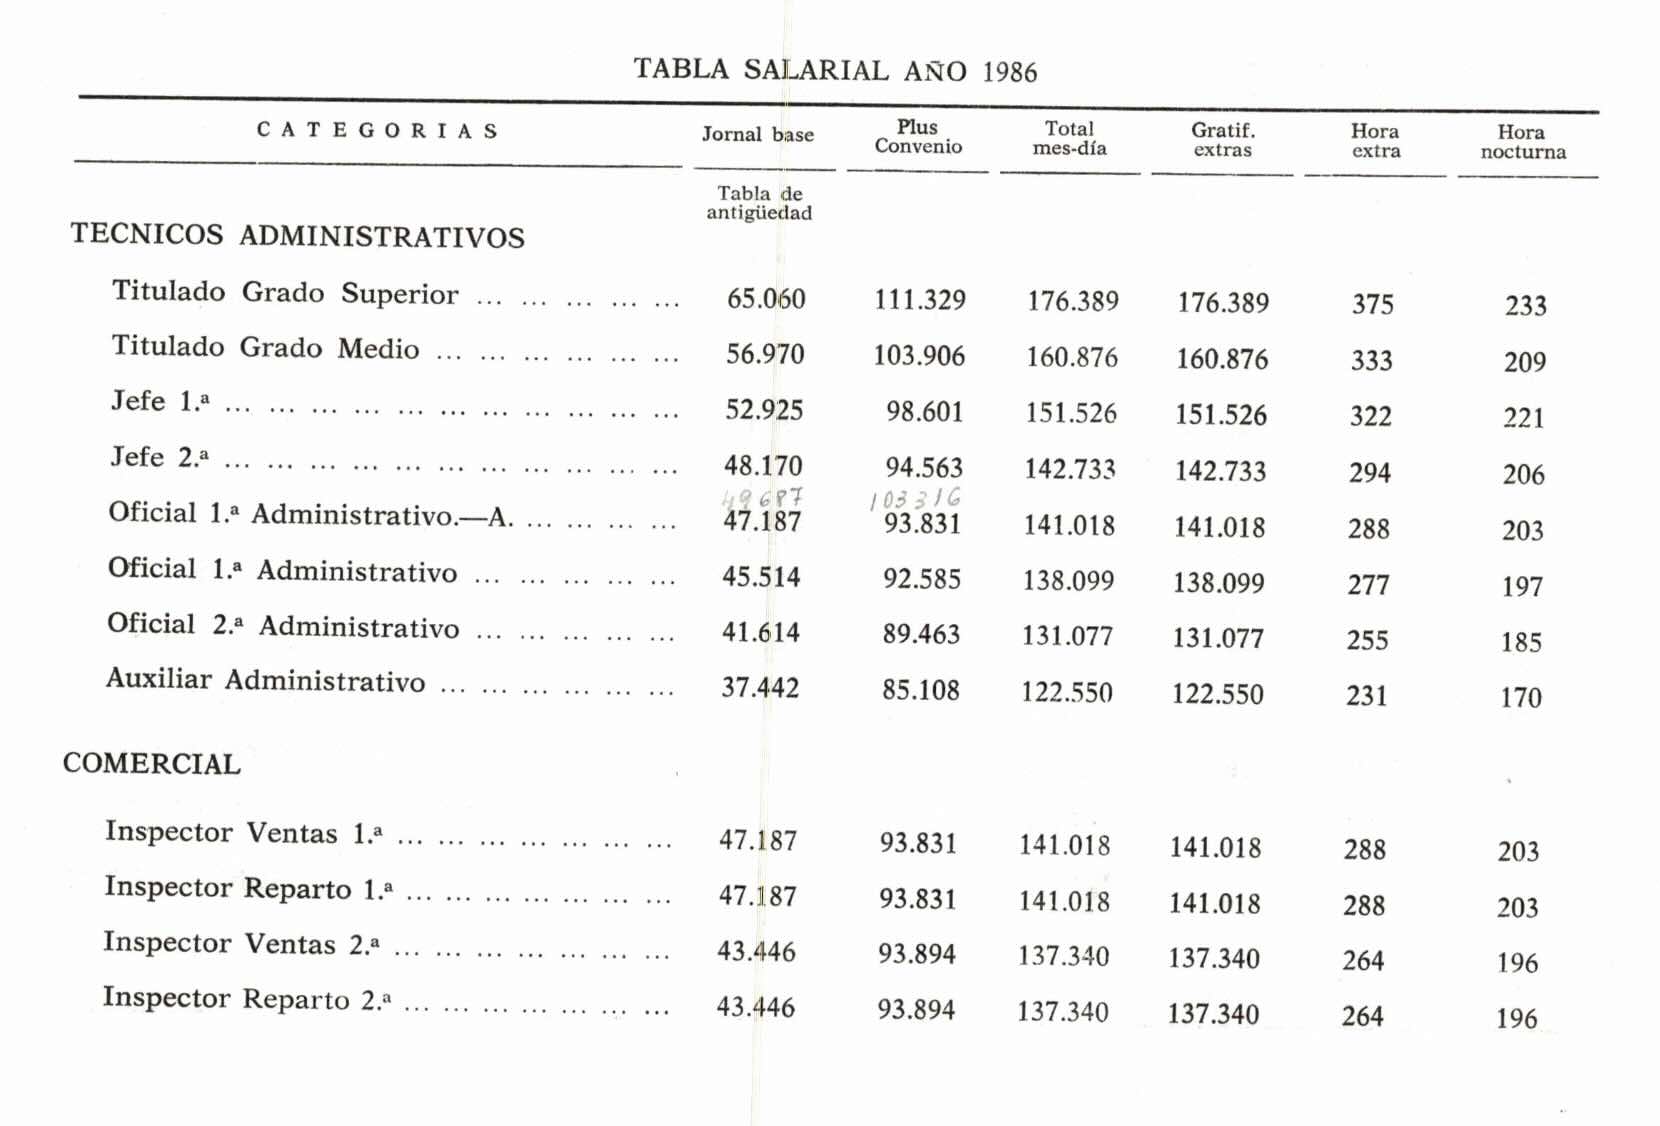 TABLA SALARIAL AÑO 1986
CATEGORIAS Jornal base Plus Convenio Total mes-día Gratif. extras Hora extra Hora nocturna
Tabla de antigüedad
TECNICOS ADMINISTRATIVOS
Titulado Grado Superior ... ... ... ... ... 65.060 111.329 176.389 176.389 375 233
Titulado Grado Medio ... ... ... ... ... ... 56.970 103.906 160.876 160.876 333 209
Jefe 1.ª ... ... ... ... ... ... ... ... ... ... ... 52.925 98.601 151.526 151.526 322 221
Jefe 2.ª ... ... ... ... ... ... ... ... ... ... ... 48.170 94.563 142.733 142.733 294 206
49687 103316
Oficial 1.ª Administrativo.—A. ... ... ... ... 47.187 93.831 141.018 141.018 288 203
Oficial 1.ª Administrativo ... ... ... ... ... 45.514 92.585 138.099 138.099 277 197
Oficial 2.ª Administrativo ... ... ... ... ... 41.614 89.463 131.077 131.077 255 185
Auxiliar Administrativo ... ... ... ... ... ... 37.442 85.108 122.550 122.550 231 170
COMERCIAL
Inspector Ventas 1.ª ... ... ... ... ... ... ... 47.187 93.831 141.018 141.018 288 203
Inspector Reparto 1.ª ... ... ... ... ... ... ... 47.187 93.831 141.018 141.018 288 203
Inspector Ventas 2.ª ... ... ... ... ... ... ... 43.446 93.894 137.340 137.340 264 196
Inspector Reparto 2.ª ... ... ... ... ... ... ... 43.446 93.894 137.340 137.340 264 196